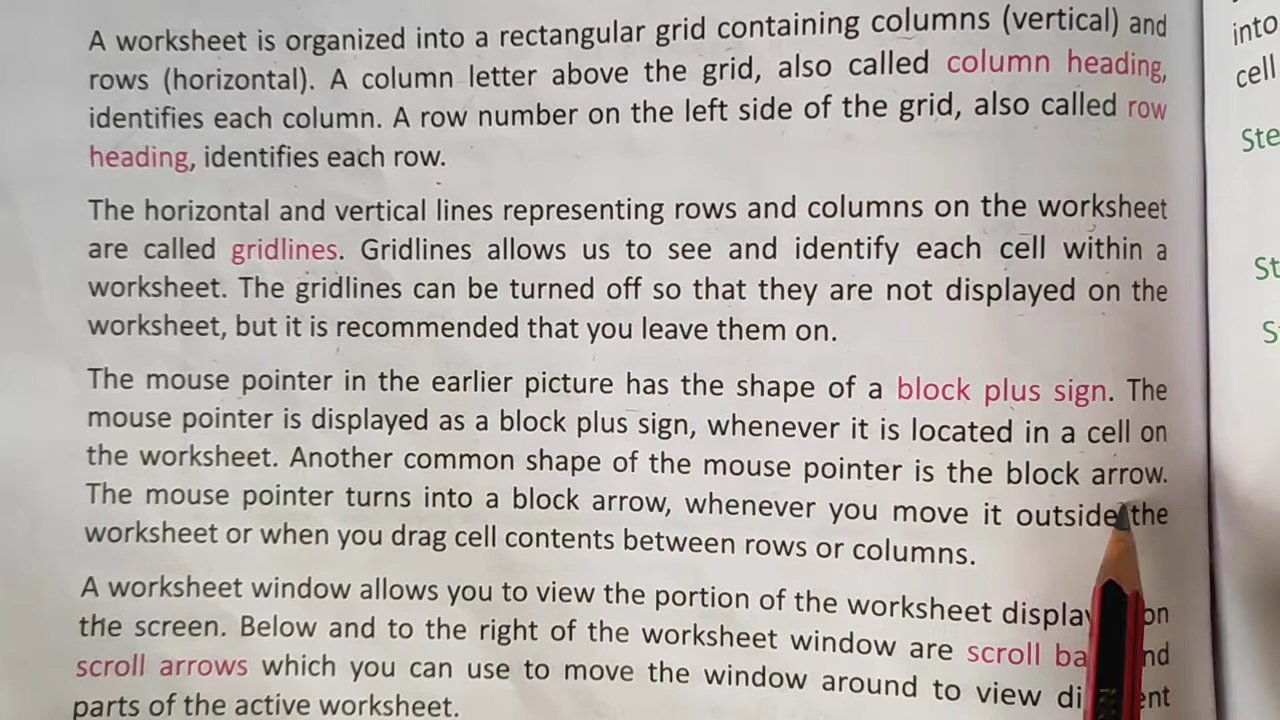 A worksheet is organized into a rectangular grid containing columns (vertical) and
rows (horizontal). A column letter above the grid, also called column heading,
identifies each column. A row number on the left side of the grid, also called row
heading, identifies each row.
The horizontal and vertical lines representing rows and columns on the worksheet
are called gridlines. Gridlines allows us to see and identify each cell within a
worksheet. The gridlines can be turned off so that they are not displayed on the
worksheet, but it is recommended that you leave them on.
The mouse pointer in the earlier picture has the shape of a block plus sign. The
mouse pointer is displayed as a block plus sign, whenever it is located in a cell on
the worksheet. Another common shape of the mouse pointer is the block arrow.
The mouse pointer turns into a block arrow, whenever you move it outside the
worksheet or when you drag cell contents between rows or columns.
A worksheet window allows you to view the portion of the worksheet on
the screen. Below and to the right of the worksheet window are scroll
scroll arrows which you can use to move the window around to view
parts of the active worksheet.
into
cell